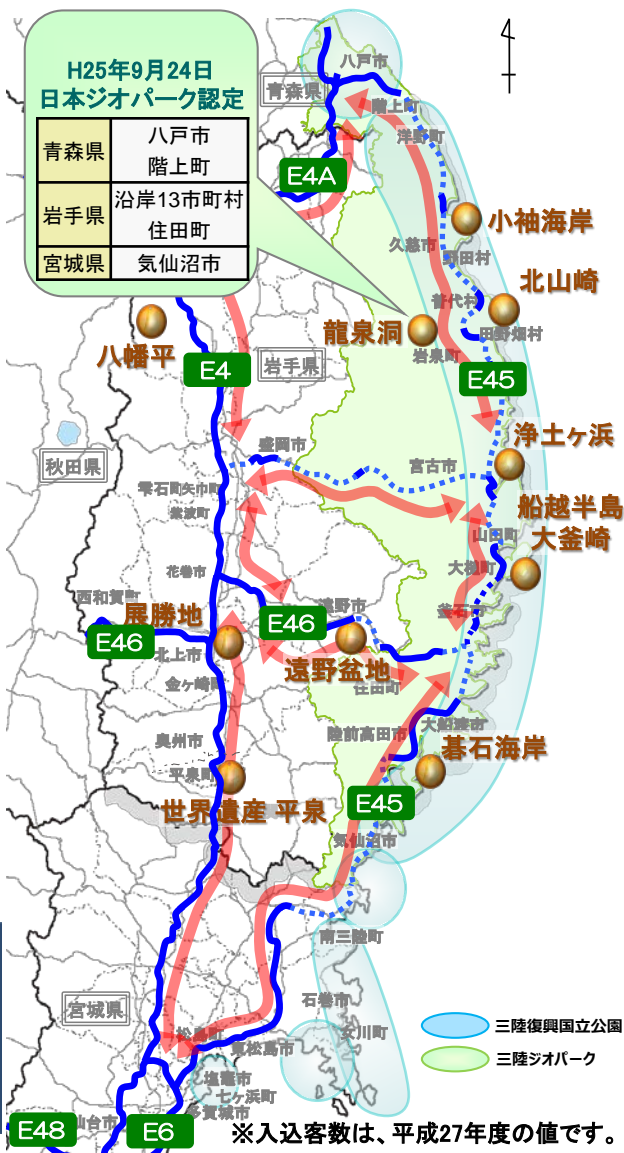 H25年9月24日
日本ジオパーク認定
青森県
八戸市
階上町
岩手県
沿岸13市町村
住田町
宮城県
気仙沼市
八戸市
青森県
階上町
洋野町
E4A
小袖海岸
久慈市
野田村
北山崎
普代村
田野畑村
龍泉洞
岩泉町
八幡平
E4
岩手県
E45
浄土ヶ浜
盛岡市
宮古市
秋田県
雫石町
矢巾町
紫波町
船越半島
大釜崎
山田町
大槌町
花巻市
西和賀町
展勝地
遠野市
釜石市
E46
E46
北上市
遠野盆地
金ヶ崎町
住田町
奥州市
陸前高田市
大船渡市
碁石海岸
平泉町
世界遺産 平泉
E45
気仙沼市
南三陸町
石巻市
宮城県
女川町
三陸復興国立公園
松島町
東松島市
三陸ジオパーク
塩竈市
七ヶ浜町
多賀城市
仙台市
E48
E6
※入込客数は、平成27年度の値です。